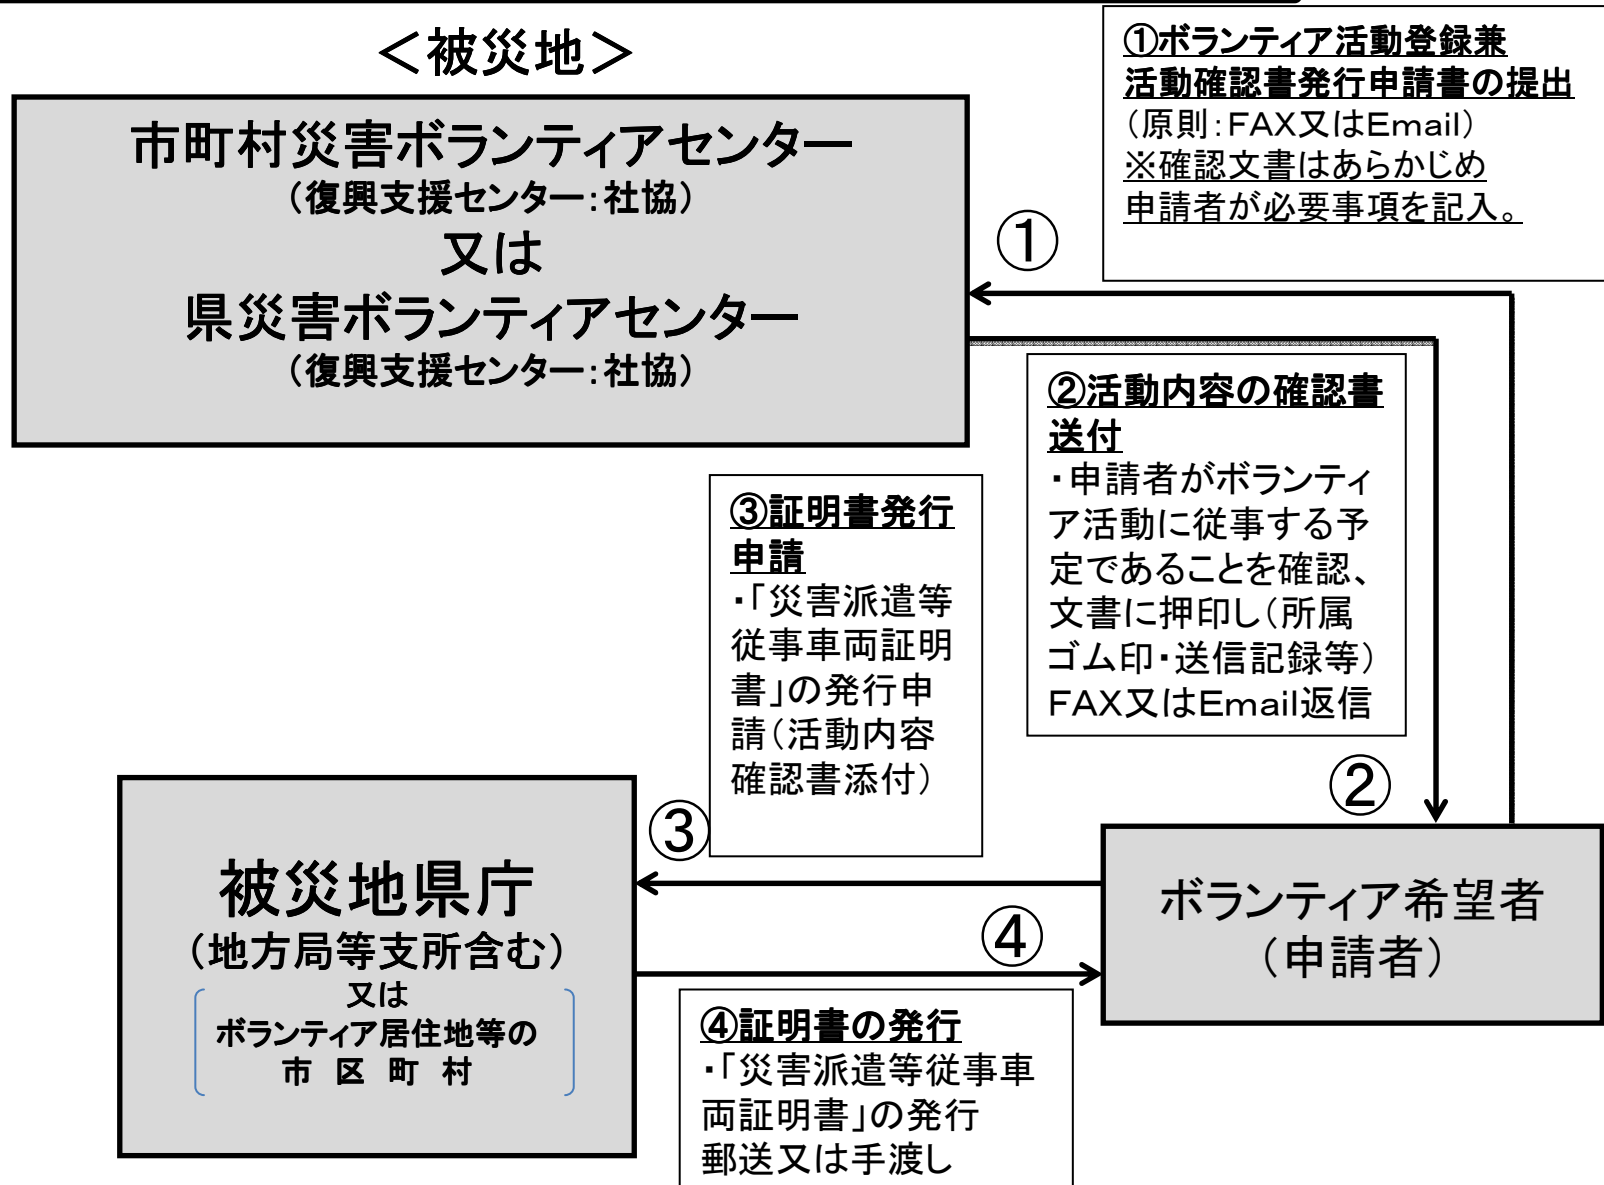 ＜被災地＞
市町村災害ボランティアセンター
（復興支援センター：社協）
又は
県災害ボランティアセンター
（復興支援センター：社協）
①
①ボランティア活動登録兼
活動確認書発行申請書の提出
（原則：FAX又はEmail）
※確認文書はあらかじめ
申請者が必要事項を記入。
②活動内容の確認書
送付
・申請者がボランティ
ア活動に従事する予
定であることを確認、
文書に押印し（所属
ゴム印・送信記録等）
FAX又はEmail返信
②
③証明書発行
申請
・「災害派遣等
従事車両証明
書」の発行申
請（活動内容
確認書添付）
③
被災地県庁
（地方局等支所含む）
又は
ボランティア居住地等の
市 区 町 村
④
ボランティア希望者
（申請者）
④証明書の発行
・「災害派遣等従事車
両証明書」の発行
郵送又は手渡し